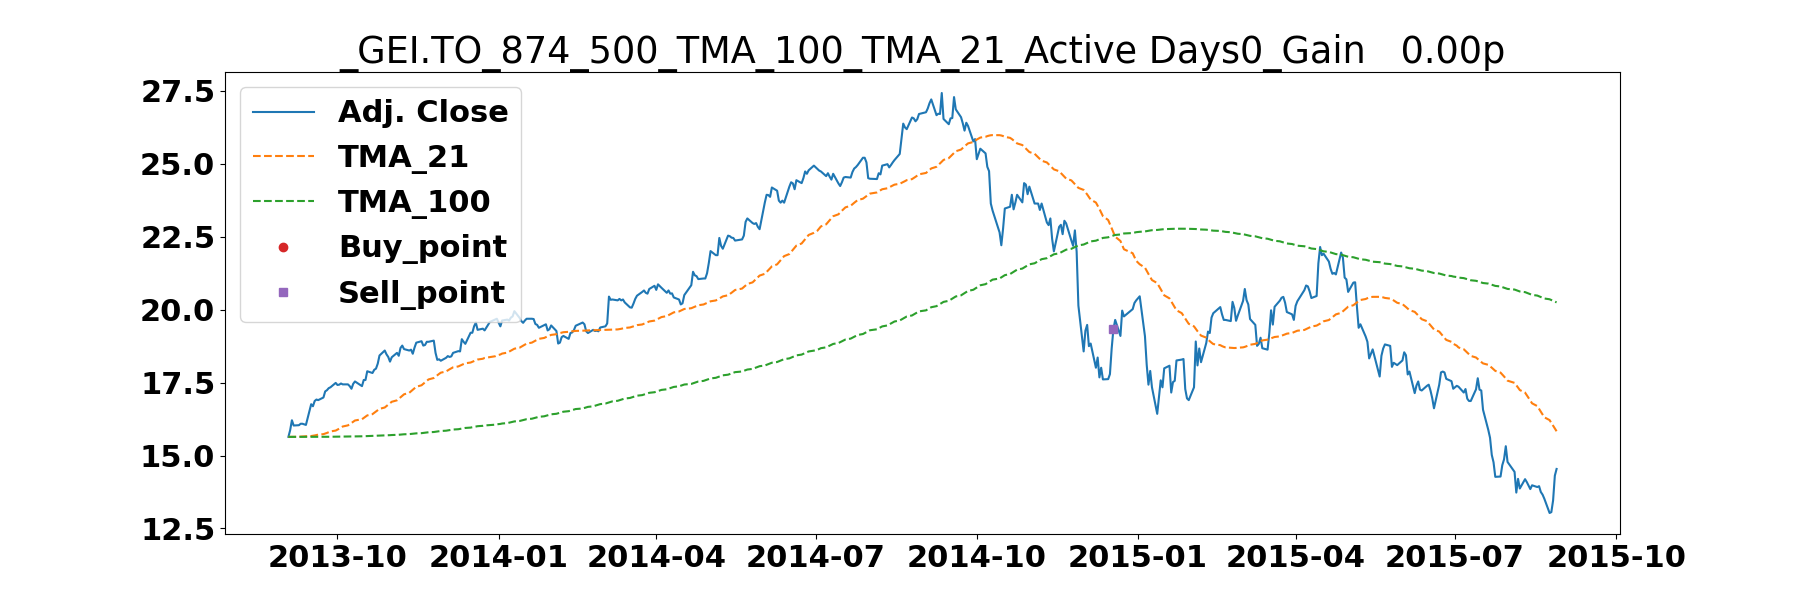 _GEI.TO_874_500_TMA_100_TMA_21_Active Days0_Gain   0.00p
27.5
25.0
22.5
20.0
17.5
15.0
12.5
Adj. Close
TMA_21
TMA_100
Buy_point
Sell_point
2013-10 2014-01 2014-04 2014-07 2014-10 2015-01 2015-04 2015-07 2015-10